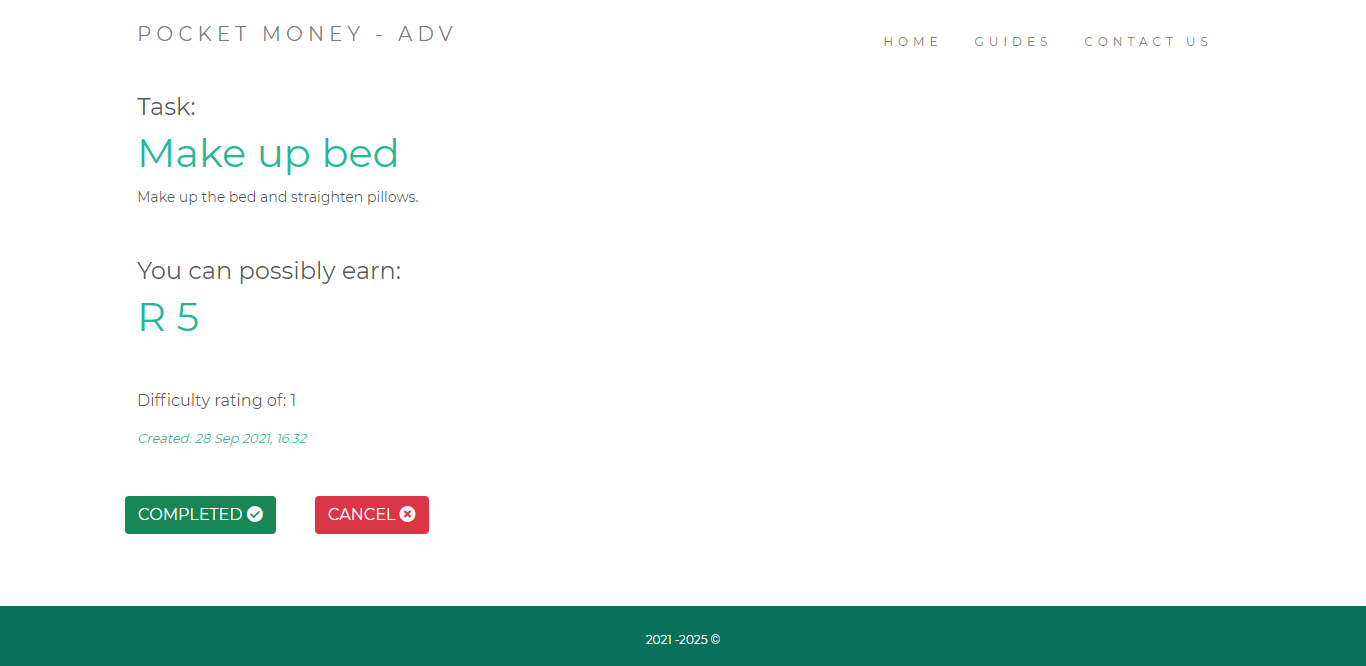 POCKET MONEY - ADV
HOME GUIDES CONTACT US
Task:
Make up bed
Make up the bed and straighten pillows.
You can possibly earn:
R 5
Difficulty rating of: 1
Created: 28 Sep 2021, 16:32
COMPLETED
CANCEL
2021 -2025 ©